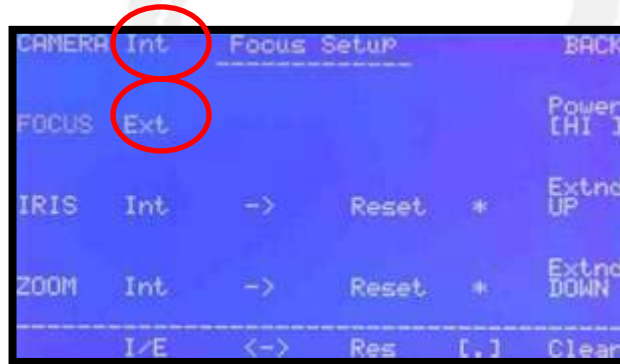 CAMERA Int Focus Setup BACK
FOCUS Ext Power
[HI ]
IRIS Int -> Reset * Extnd
UP
ZOOM Int -> Reset * Extnd
DOWN
I/E <-> Res [.] Clear